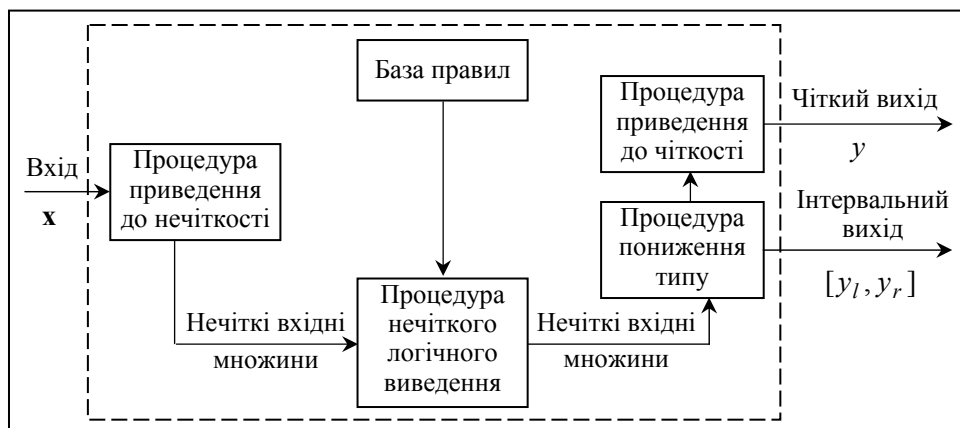 База правил
Процедура
приведення
до чіткості
Чіткий вихід
y
Вхід
x
Процедура
приведення
до нечіткості
Процедура
пониження
типу
Інтервальний
вихід
[y_l, y_r]
Нечіткі вхідні
множини
Процедура
нечіткого
логічного
виведення
Нечіткі вхідні
множини